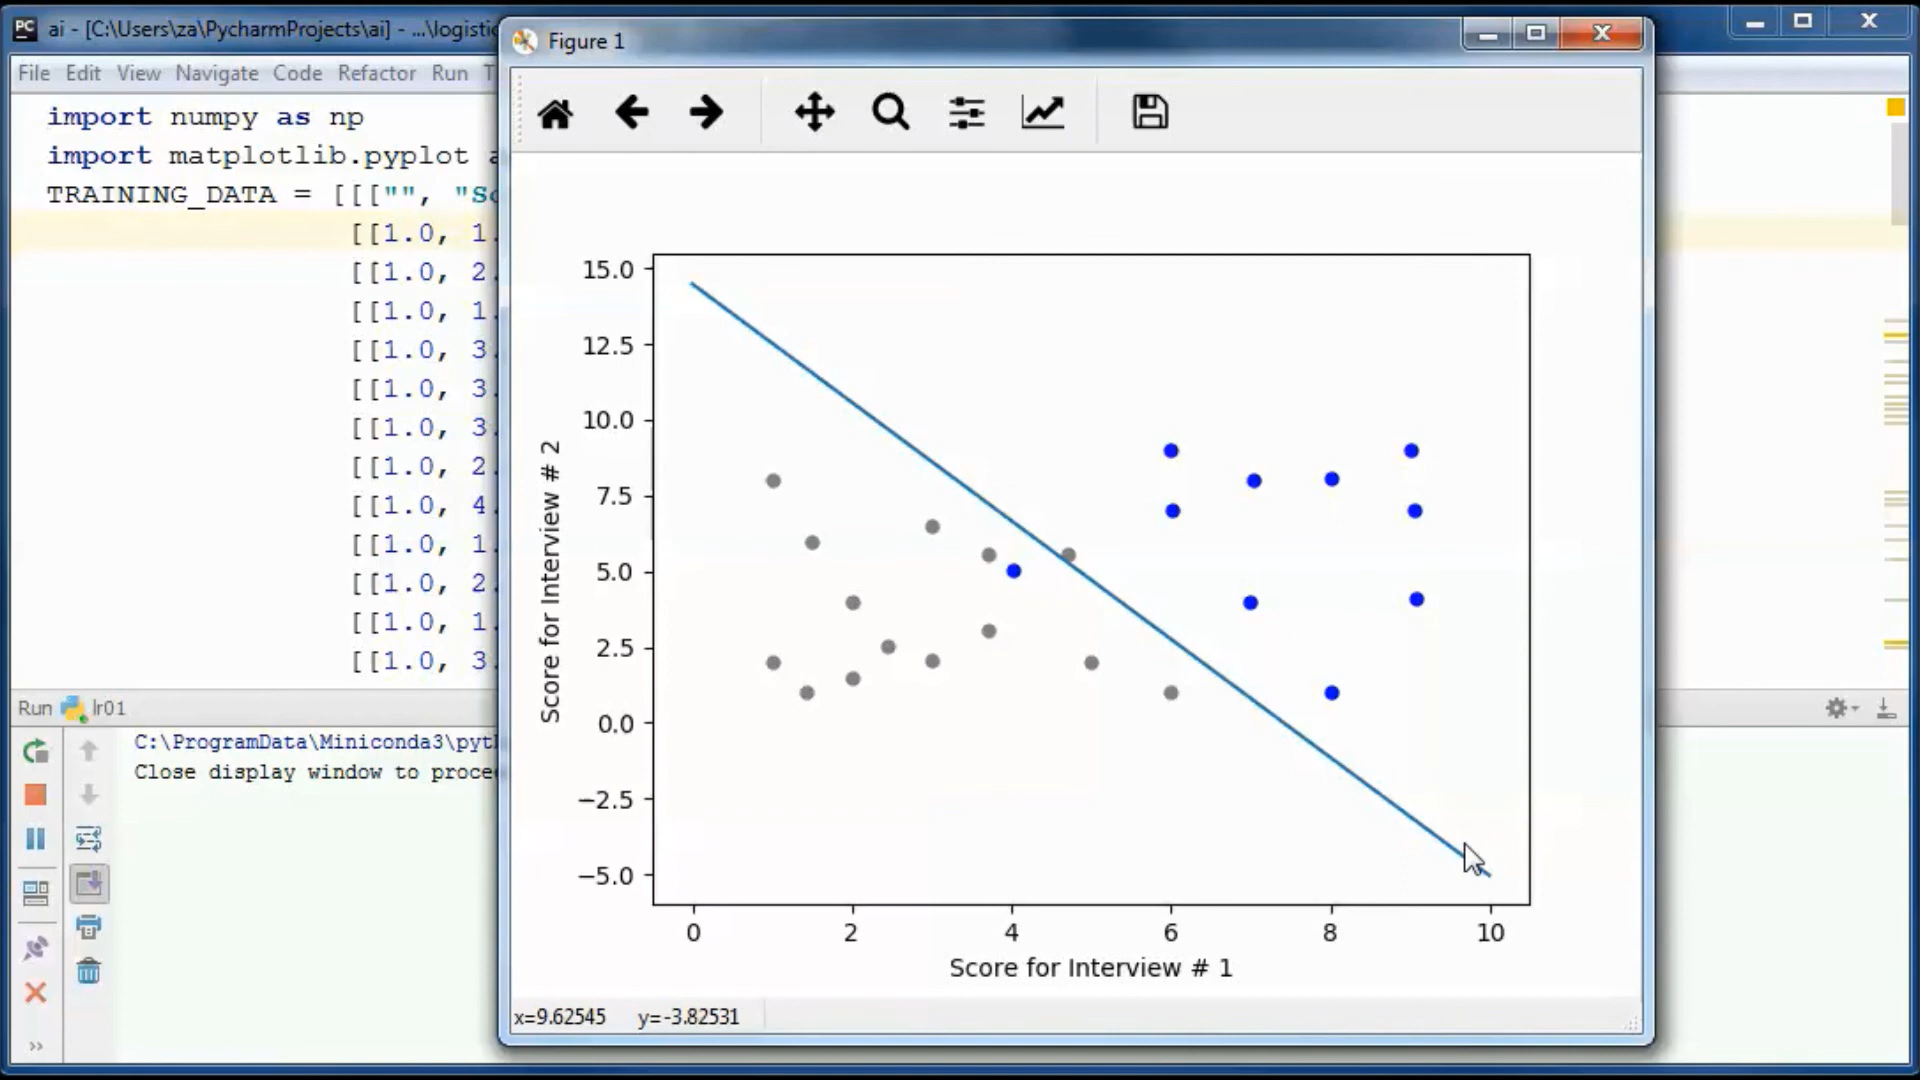 ai - [C:\Users\za\PycharmProjects\ai] - ...\logistic
File Edit View Navigate Code Refactor Run T
import numpy as np
import matplotlib.pyplot a
TRAINING_DATA = [[["", "Sc
[[1.0, 1.
[[1.0, 2.
[[1.0, 1.
[[1.0, 3.
[[1.0, 3.
[[1.0, 3.
[[1.0, 2.
[[1.0, 4.
[[1.0, 1.
[[1.0, 2.
[[1.0, 1.
[[1.0, 3.
Run lr01
C:\ProgramData\Miniconda3\pyth
Close display window to procee
Figure 1
15.0
12.5
10.0
7.5
5.0
2.5
0.0
−2.5
−5.0
Score for Interview # 2
0 2 4 6 8 10
Score for Interview # 1
x=9.62545 y=-3.82531